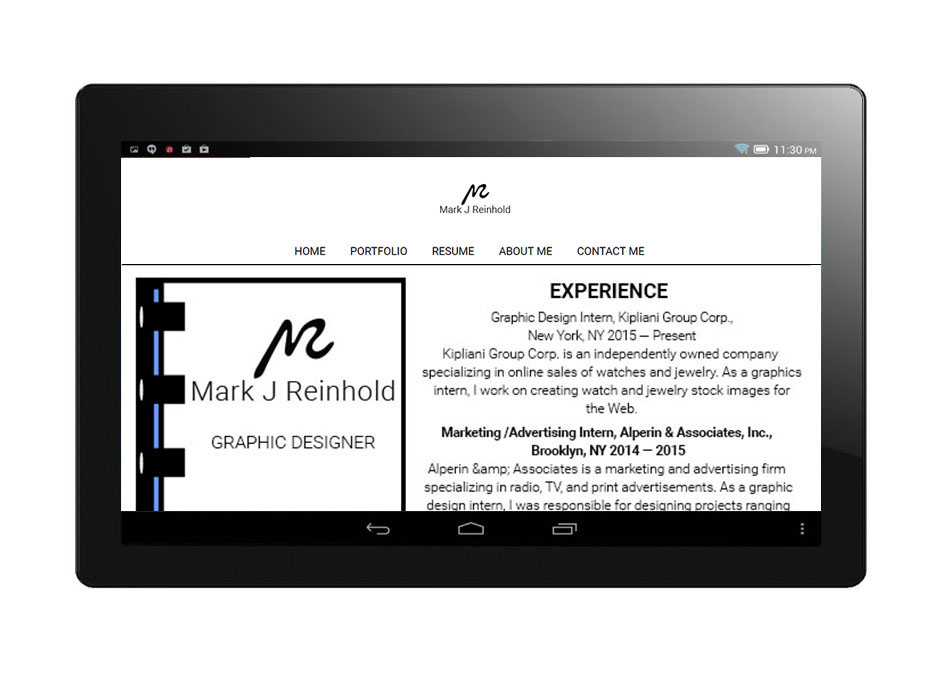 11:30 PM
Mark J Reinhold
HOME PORTFOLIO RESUME ABOUT ME CONTACT ME
Mark J Reinhold
GRAPHIC DESIGNER
EXPERIENCE
Graphic Design Intern, Kipliani Group Corp.,
New York, NY 2015 — Present
Kipliani Group Corp. is an independently owned company
specializing in online sales of watches and jewelry. As a graphics
intern, I work on creating watch and jewelry stock images for
the Web.
Marketing /Advertising Intern, Alperin & Associates, Inc.,
Brooklyn, NY 2014 — 2015
Alperin &amp; Associates is a marketing and advertising firm
specializing in radio, TV, and print advertisements. As a graphic
design intern, I was responsible for designing projects ranging